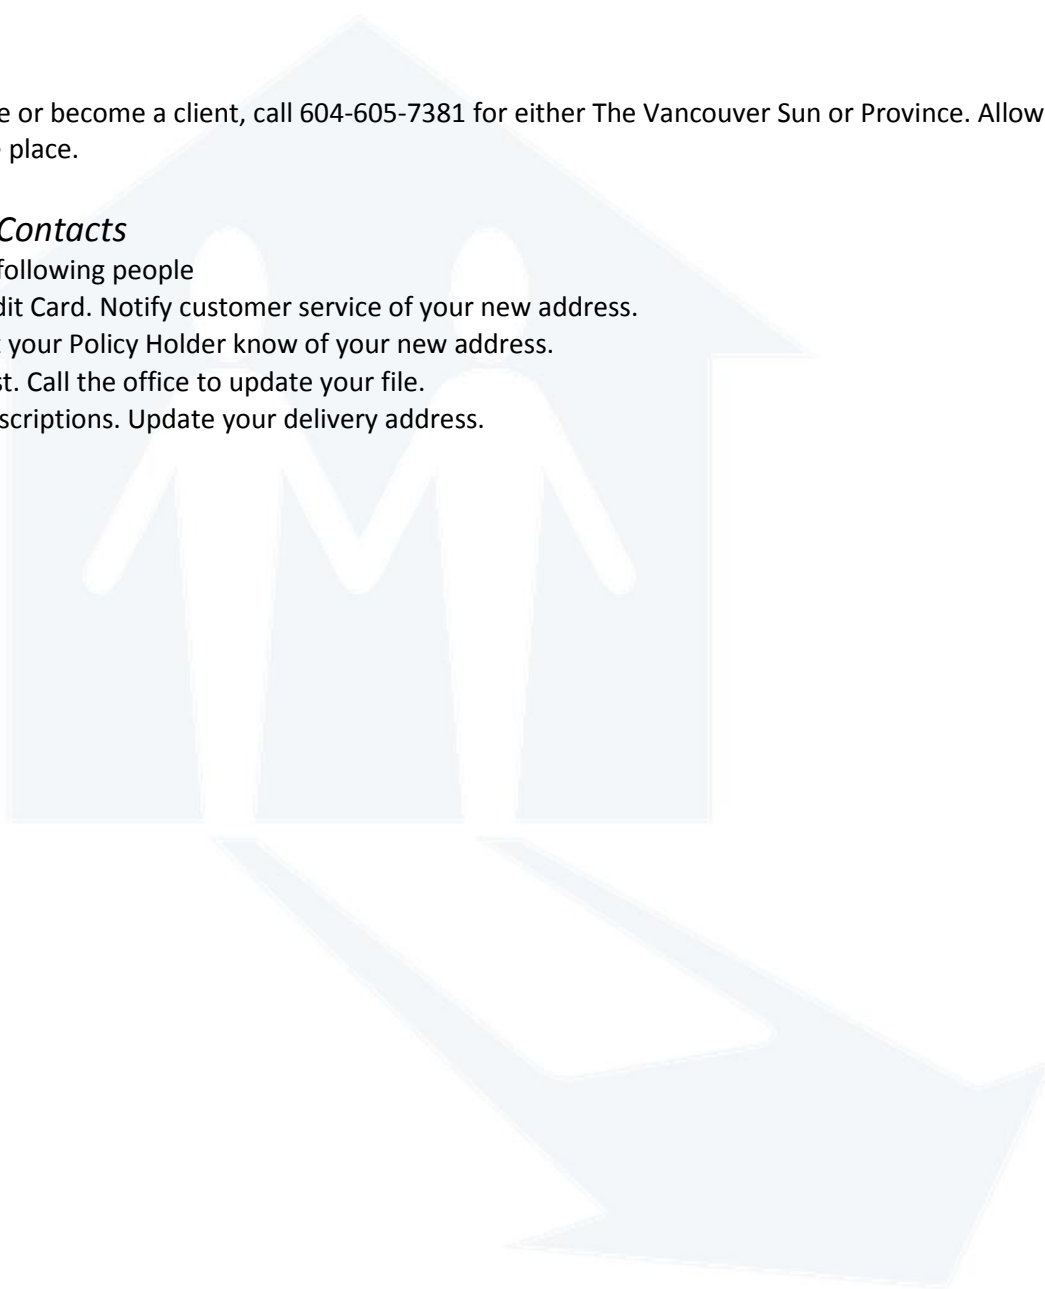 e or become a client, call 604-605-7381 for either The Vancouver Sun or Province. Allow
place.
Contacts
following people
dit Card. Notify customer service of your new address.
t your Policy Holder know of your new address.
st. Call the office to update your file.
scriptions. Update your delivery address.